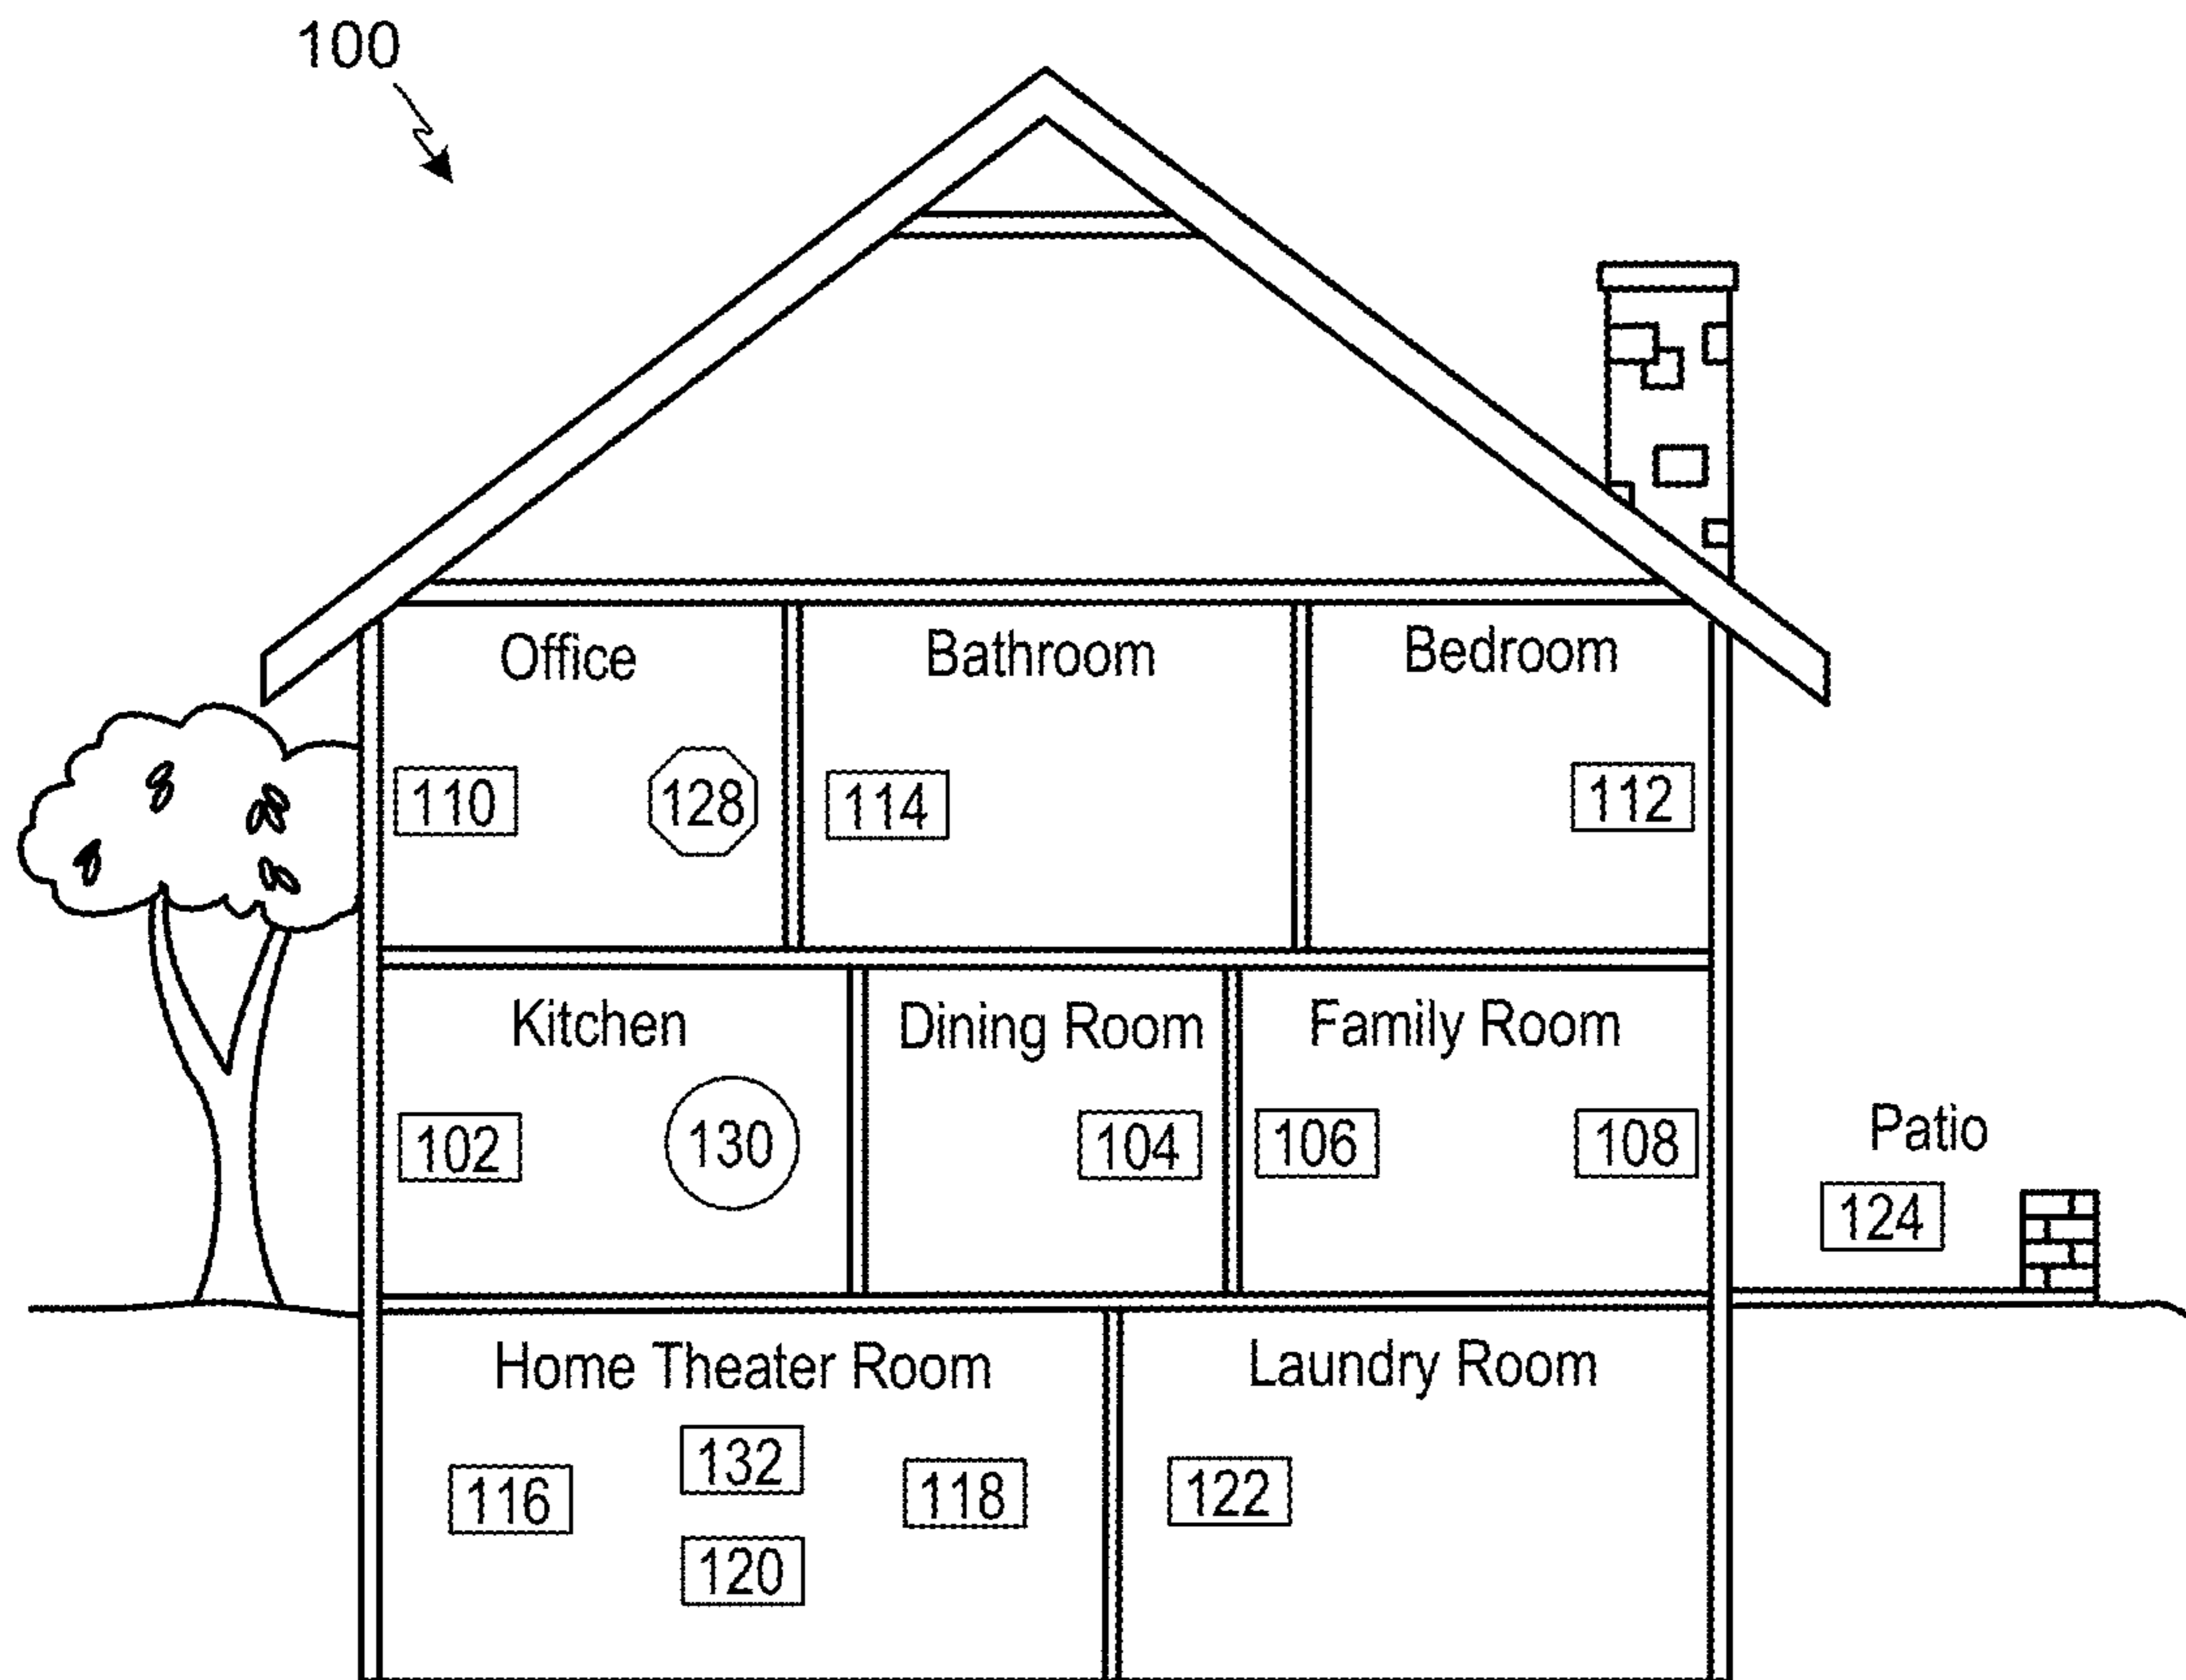 100
Office
Bathroom
Bedroom
110
128
114
112
Kitchen
Dining Room
Family Room
102
130
104
106
108
Patio
124
Home Theater Room
Laundry Room
116
132
118
122
120